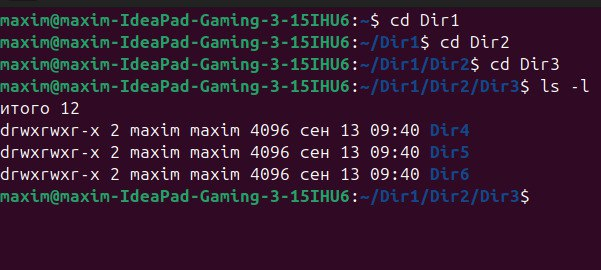 maxim@maxim-IdeaPad-Gaming-3-15IHU6:~$ cd Dir1
maxim@maxim-IdeaPad-Gaming-3-15IHU6:~/Dir1$ cd Dir2
maxim@maxim-IdeaPad-Gaming-3-15IHU6:~/Dir1/Dir2$ cd Dir3
maxim@maxim-IdeaPad-Gaming-3-15IHU6:~/Dir1/Dir2/Dir3$ ls -l
итого 12
drwxrwxr-x 2 maxim maxim 4096 сен 13 09:40 Dir4
drwxrwxr-x 2 maxim maxim 4096 сен 13 09:40 Dir5
drwxrwxr-x 2 maxim maxim 4096 сен 13 09:40 Dir6
maxim@maxim-IdeaPad-Gaming-3-15IHU6:~/Dir1/Dir2/Dir3$